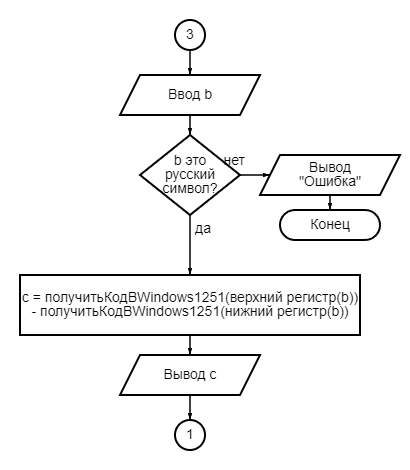 3
Ввод b
b это
русский
символ?
нет
Вывод
"Ошибка"
Конец
да
c = получитьКодВWindows1251(верхний регистр(b))
- получитьКодВWindows1251(нижний регистр(b))
Вывод c
1